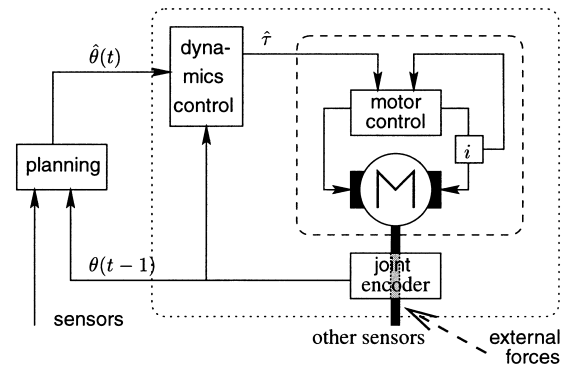 θ̂(t)
dyna-
mics
control
τ̂
motor
control
i
planning
M
θ(t − 1)
joint
encoder
sensors
other sensors
external
forces